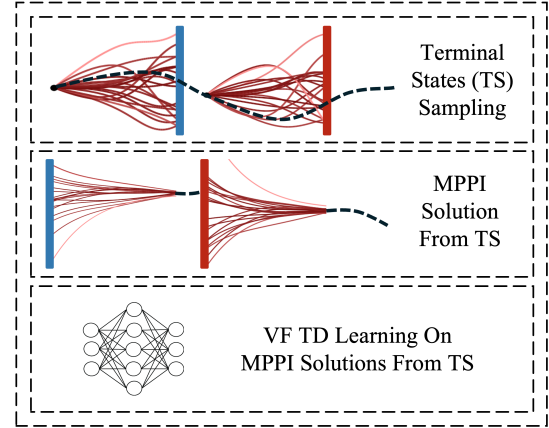 Terminal
States (TS)
Sampling
MPPI
Solution
From TS
VF TD Learning On
MPPI Solutions From TS